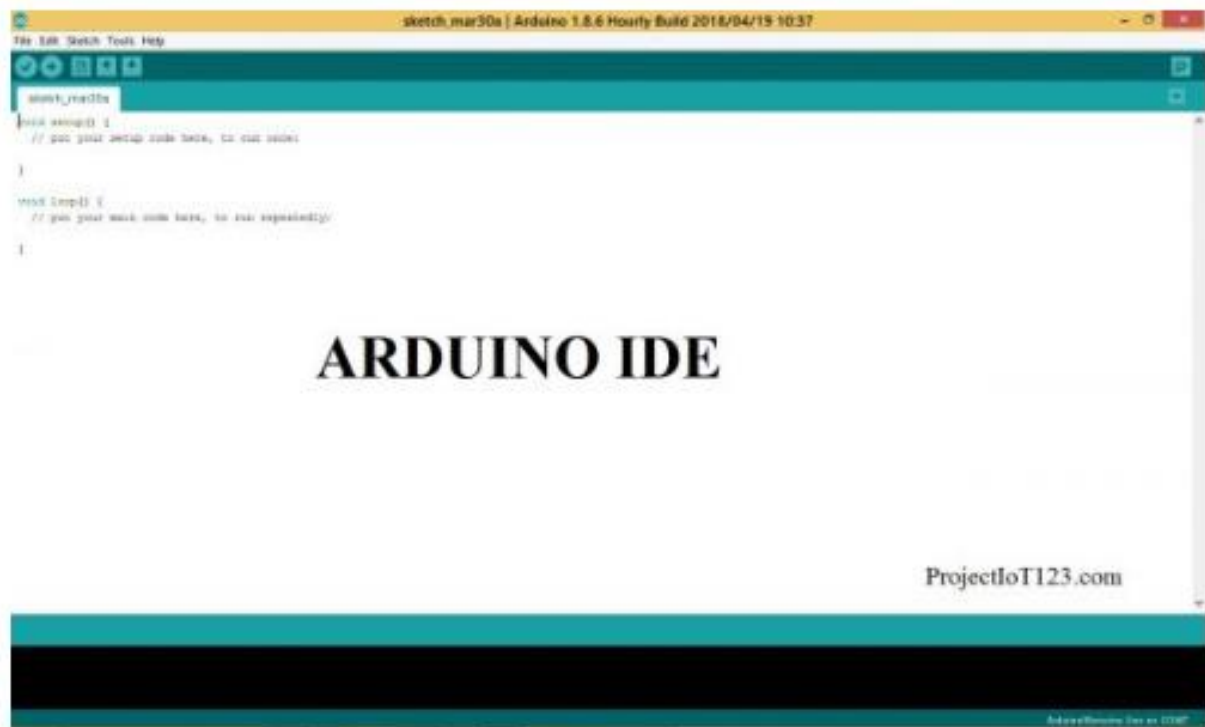 sketch_mar30a | Arduino 1.8.6 Hourly Build 2018/04/19 10:37
File Edit Sketch Tools Help
sketch_mar30a
void setup() {
// put your setup code here, to run once:
}
void loop() {
// put your main code here, to run repeatedly:
}
ARDUINO IDE
ProjectIoT123.com